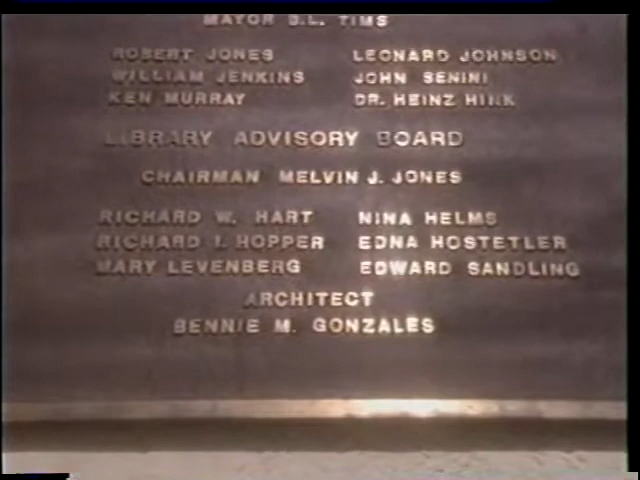 MAYOR B.L. TIMS
ROBERT JONES LEONARD JOHNSON
WILLIAM JENKINS JOHN SENINI
KEN MURRAY DR. HEINZ HINK
LIBRARY ADVISORY BOARD
CHAIRMAN MELVIN J. JONES
RICHARD W. HART NINA HELMS
RICHARD I. HOPPER EDNA HOSTETLER
MARY LEVENBERG EDWARD SANDLING
ARCHITECT
BENNIE M. GONZALES